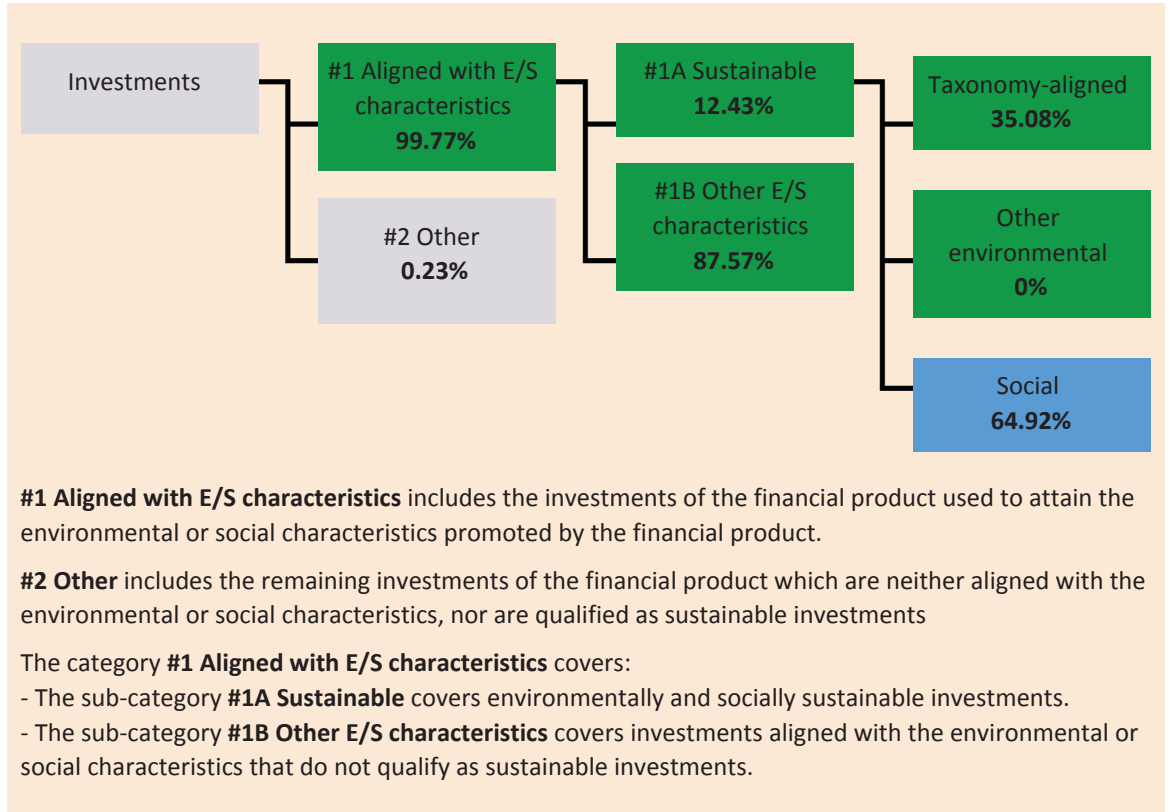 Investments
#1 Aligned with E/S
characteristics
99.77%
#2 Other
0.23%
#1A Sustainable
12.43%
#1B Other E/S
characteristics
87.57%
Taxonomy-aligned
35.08%
Other
environmental
0%
Social
64.92%
#1 Aligned with E/S characteristics includes the investments of the financial product used to attain the
environmental or social characteristics promoted by the financial product.
#2 Other includes the remaining investments of the financial product which are neither aligned with the
environmental or social characteristics, nor are qualified as sustainable investments
The category #1 Aligned with E/S characteristics covers:
- The sub-category #1A Sustainable covers environmentally and socially sustainable investments.
- The sub-category #1B Other E/S characteristics covers investments aligned with the environmental or
social characteristics that do not qualify as sustainable investments.